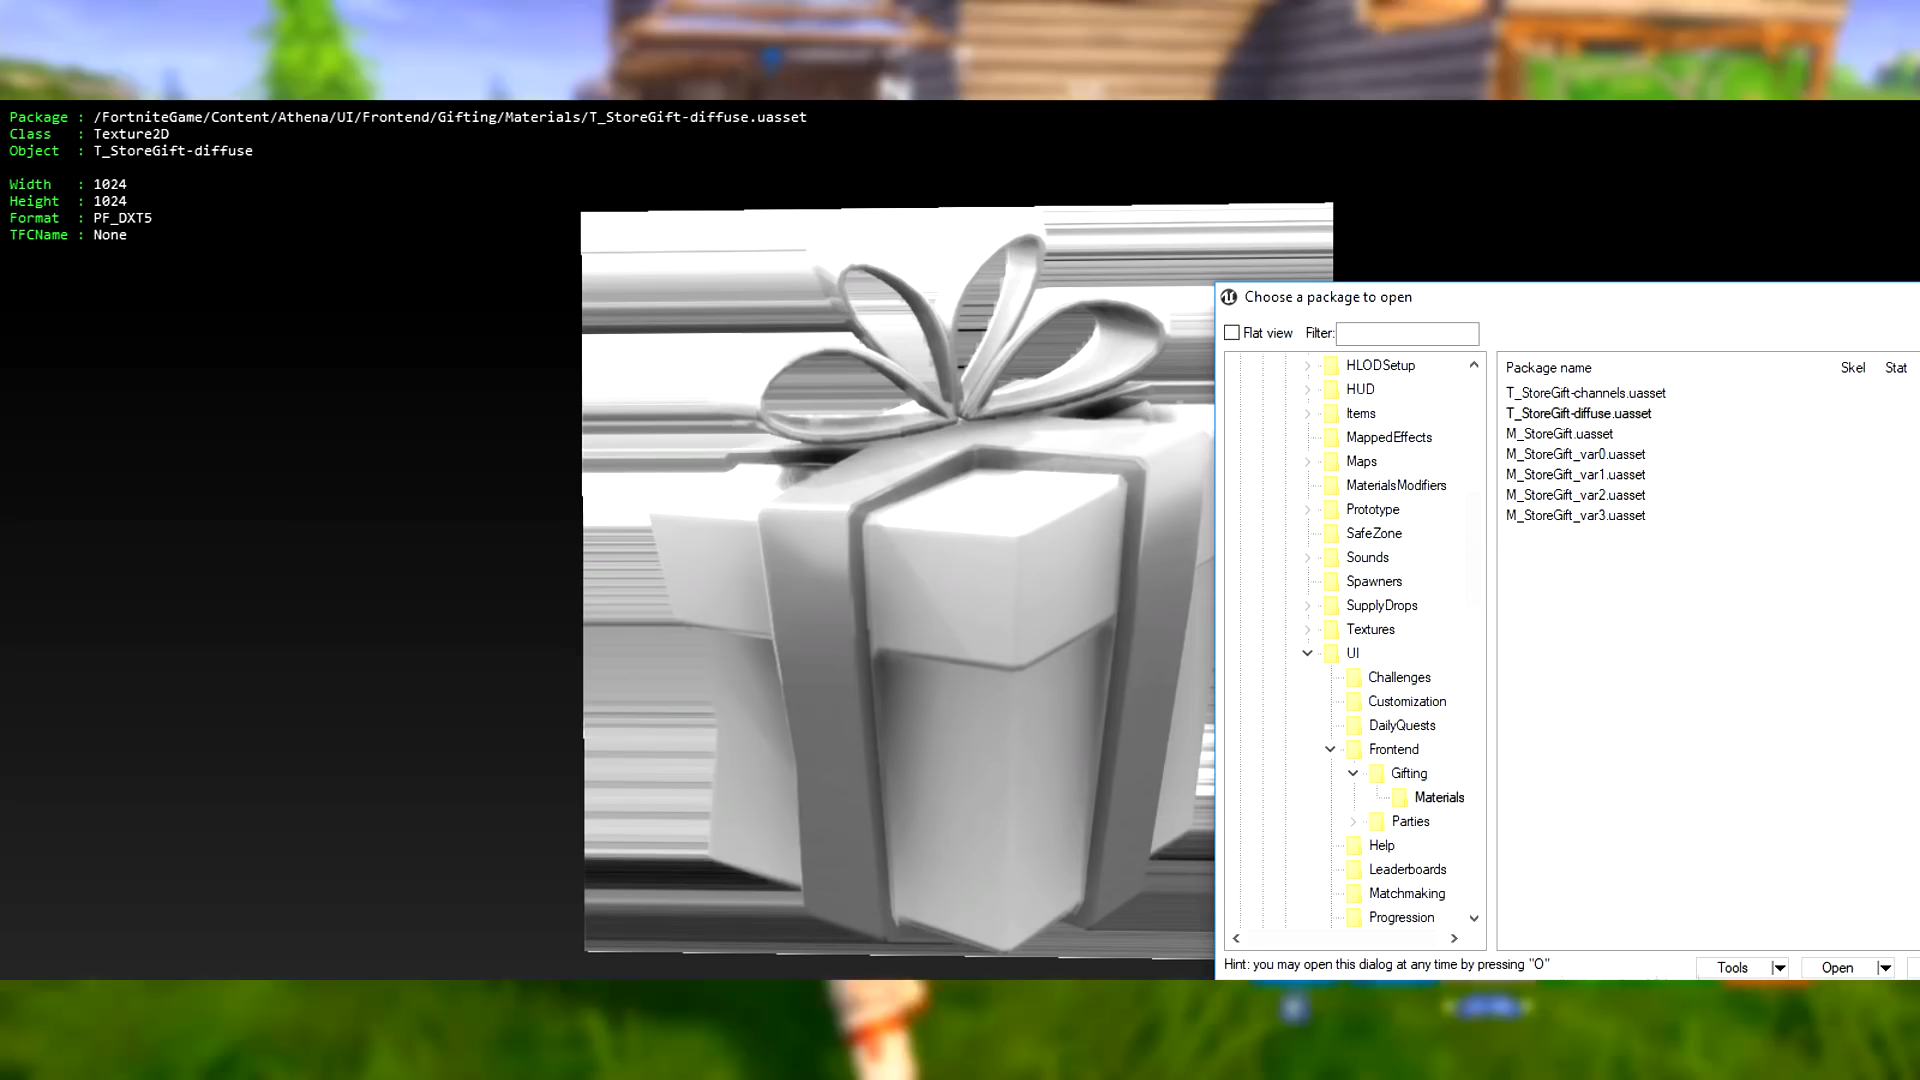 Package : /FortniteGame/Content/Athena/UI/Frontend/Gifting/Materials/T_StoreGift-diffuse.uasset
Class : Texture2D
Object : T_StoreGift-diffuse
Width : 1024
Height : 1024
Format : PF_DXT5
TFCName : None
Choose a package to open
Flat view Filter:
HLODSetup
HUD
Items
MappedEffects
Maps
MaterialsModifiers
Prototype
SafeZone
Sounds
Spawners
SupplyDrops
Textures
UI
Challenges
Customization
DailyQuests
Frontend
Gifting
Materials
Parties
Help
Leaderboards
Matchmaking
Progression
Package name Skel Stat
T_StoreGift-channels.uasset
T_StoreGift-diffuse.uasset
M_StoreGift.uasset
M_StoreGift_var0.uasset
M_StoreGift_var1.uasset
M_StoreGift_var2.uasset
M_StoreGift_var3.uasset
Hint: you may open this dialog at any time by pressing "O"
Tools Open